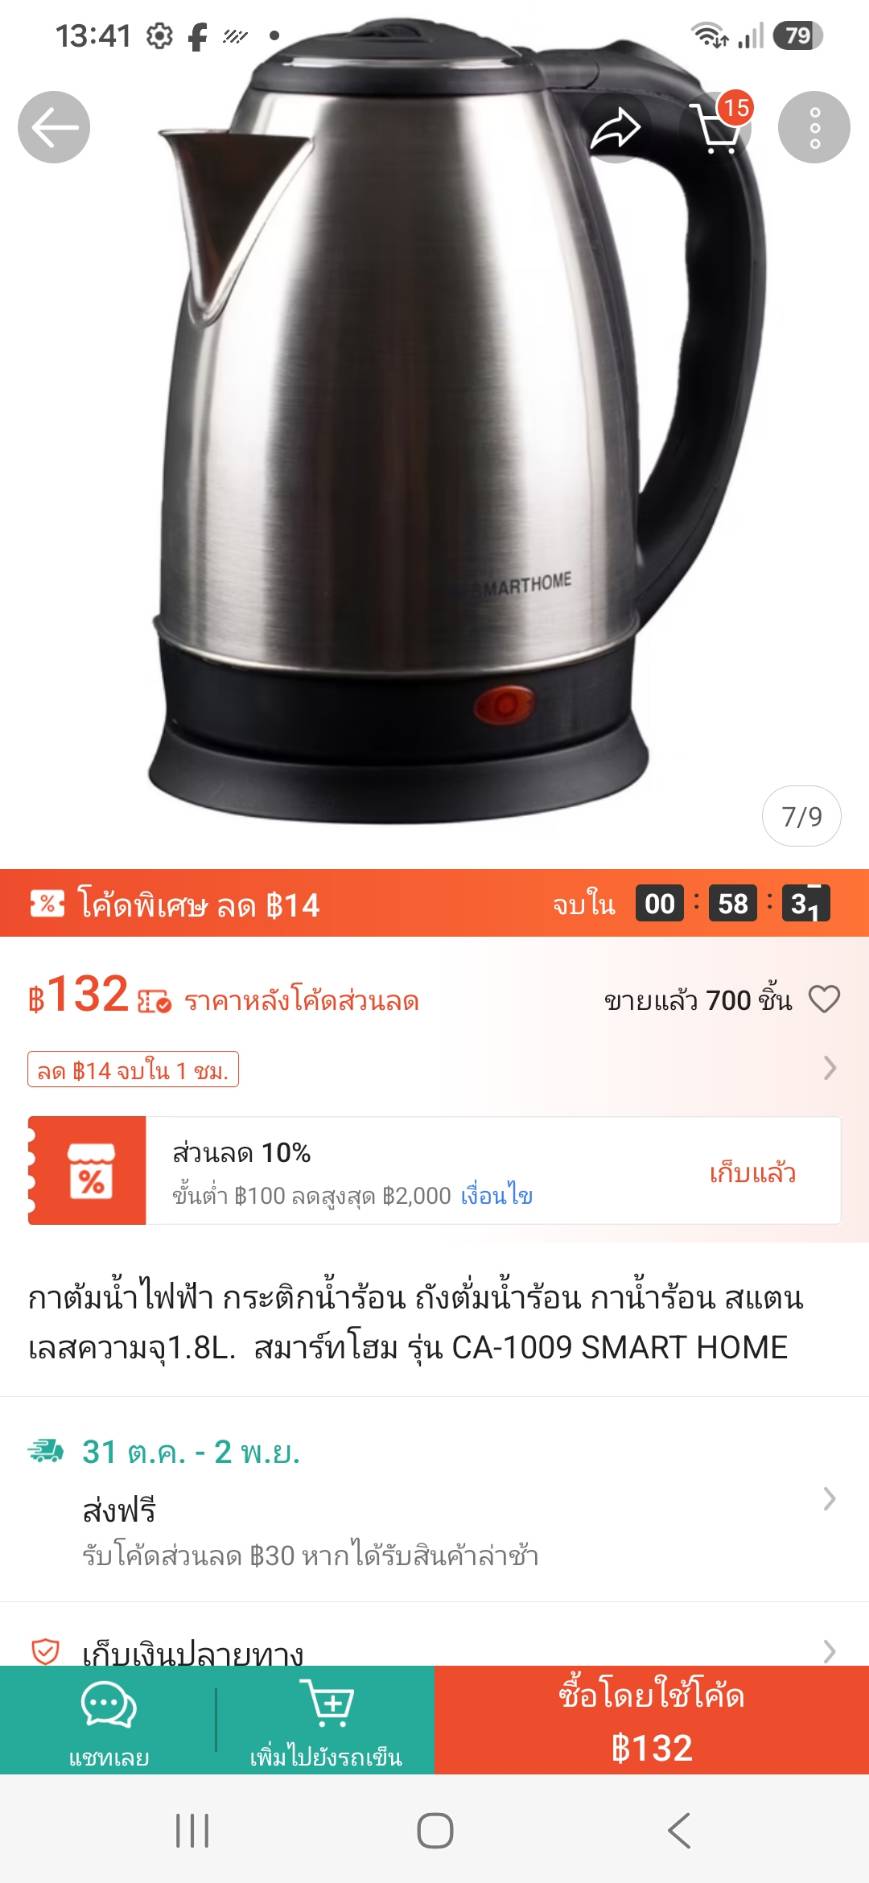 13:41
79
15
SMARTHOME
7/9
โค้ดพิเศษ ลด ฿14 จบใน 00 : 58 : 31
฿132 ราคาหลังโค้ดส่วนลด ขายแล้ว 700 ชิ้น
ลด ฿14 จบใน 1 ชม.
ส่วนลด 10%
ขั้นต่ำ ฿100 ลดสูงสุด ฿2,000 เงื่อนไข
เก็บแล้ว
%
กาต้มน้ำไฟฟ้า กระติกน้ำร้อน ถังต้่มน้ำร้อน กาน้ำร้อน สแตน
เลสความจุ1.8L. สมาร์ทโฮม รุ่น CA-1009 SMART HOME
31 ต.ค. - 2 พ.ย.
ส่งฟรี
รับโค้ดส่วนลด ฿30 หากได้รับสินค้าล่าช้า
เก็บเงินปลายทาง
แชทเลย
เพิ่มไปยังรถเข็น
ซื้อโดยใช้โค้ด
฿132